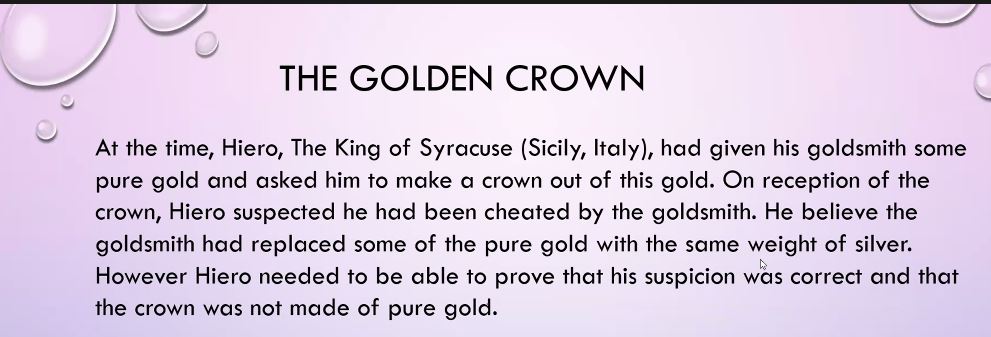 THE GOLDEN CROWN
At the time, Hiero, The King of Syracuse (Sicily, Italy), had given his goldsmith some
pure gold and asked him to make a crown out of this gold. On reception of the
crown, Hiero suspected he had been cheated by the goldsmith. He believe the
goldsmith had replaced some of the pure gold with the same weight of silver.
However Hiero needed to be able to prove that his suspicion was correct and that
the crown was not made of pure gold.